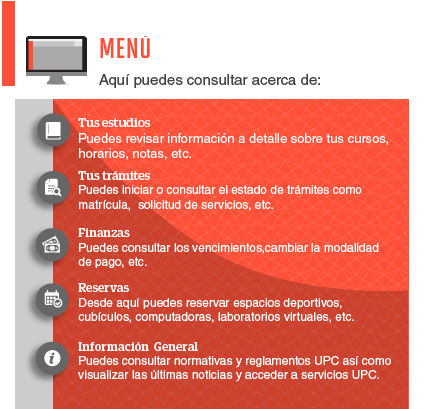 MENÚ
Aquí puedes consultar acerca de:
Tus estudios
Puedes revisar información a detalle sobre tus cursos,
horarios, notas, etc.
Tus trámites
Puedes iniciar o consultar el estado de trámites como
matrícula, solicitud de servicios, etc.
Finanzas
Puedes consultar los vencimientos,cambiar la modalidad
de pago, etc.
Reservas
Desde aquí puedes reservar espacios deportivos,
cubículos, computadoras, laboratorios virtuales, etc.
Información General
Puedes consultar normativas y reglamentos UPC así como
visualizar las últimas noticias y acceder a servicios UPC.